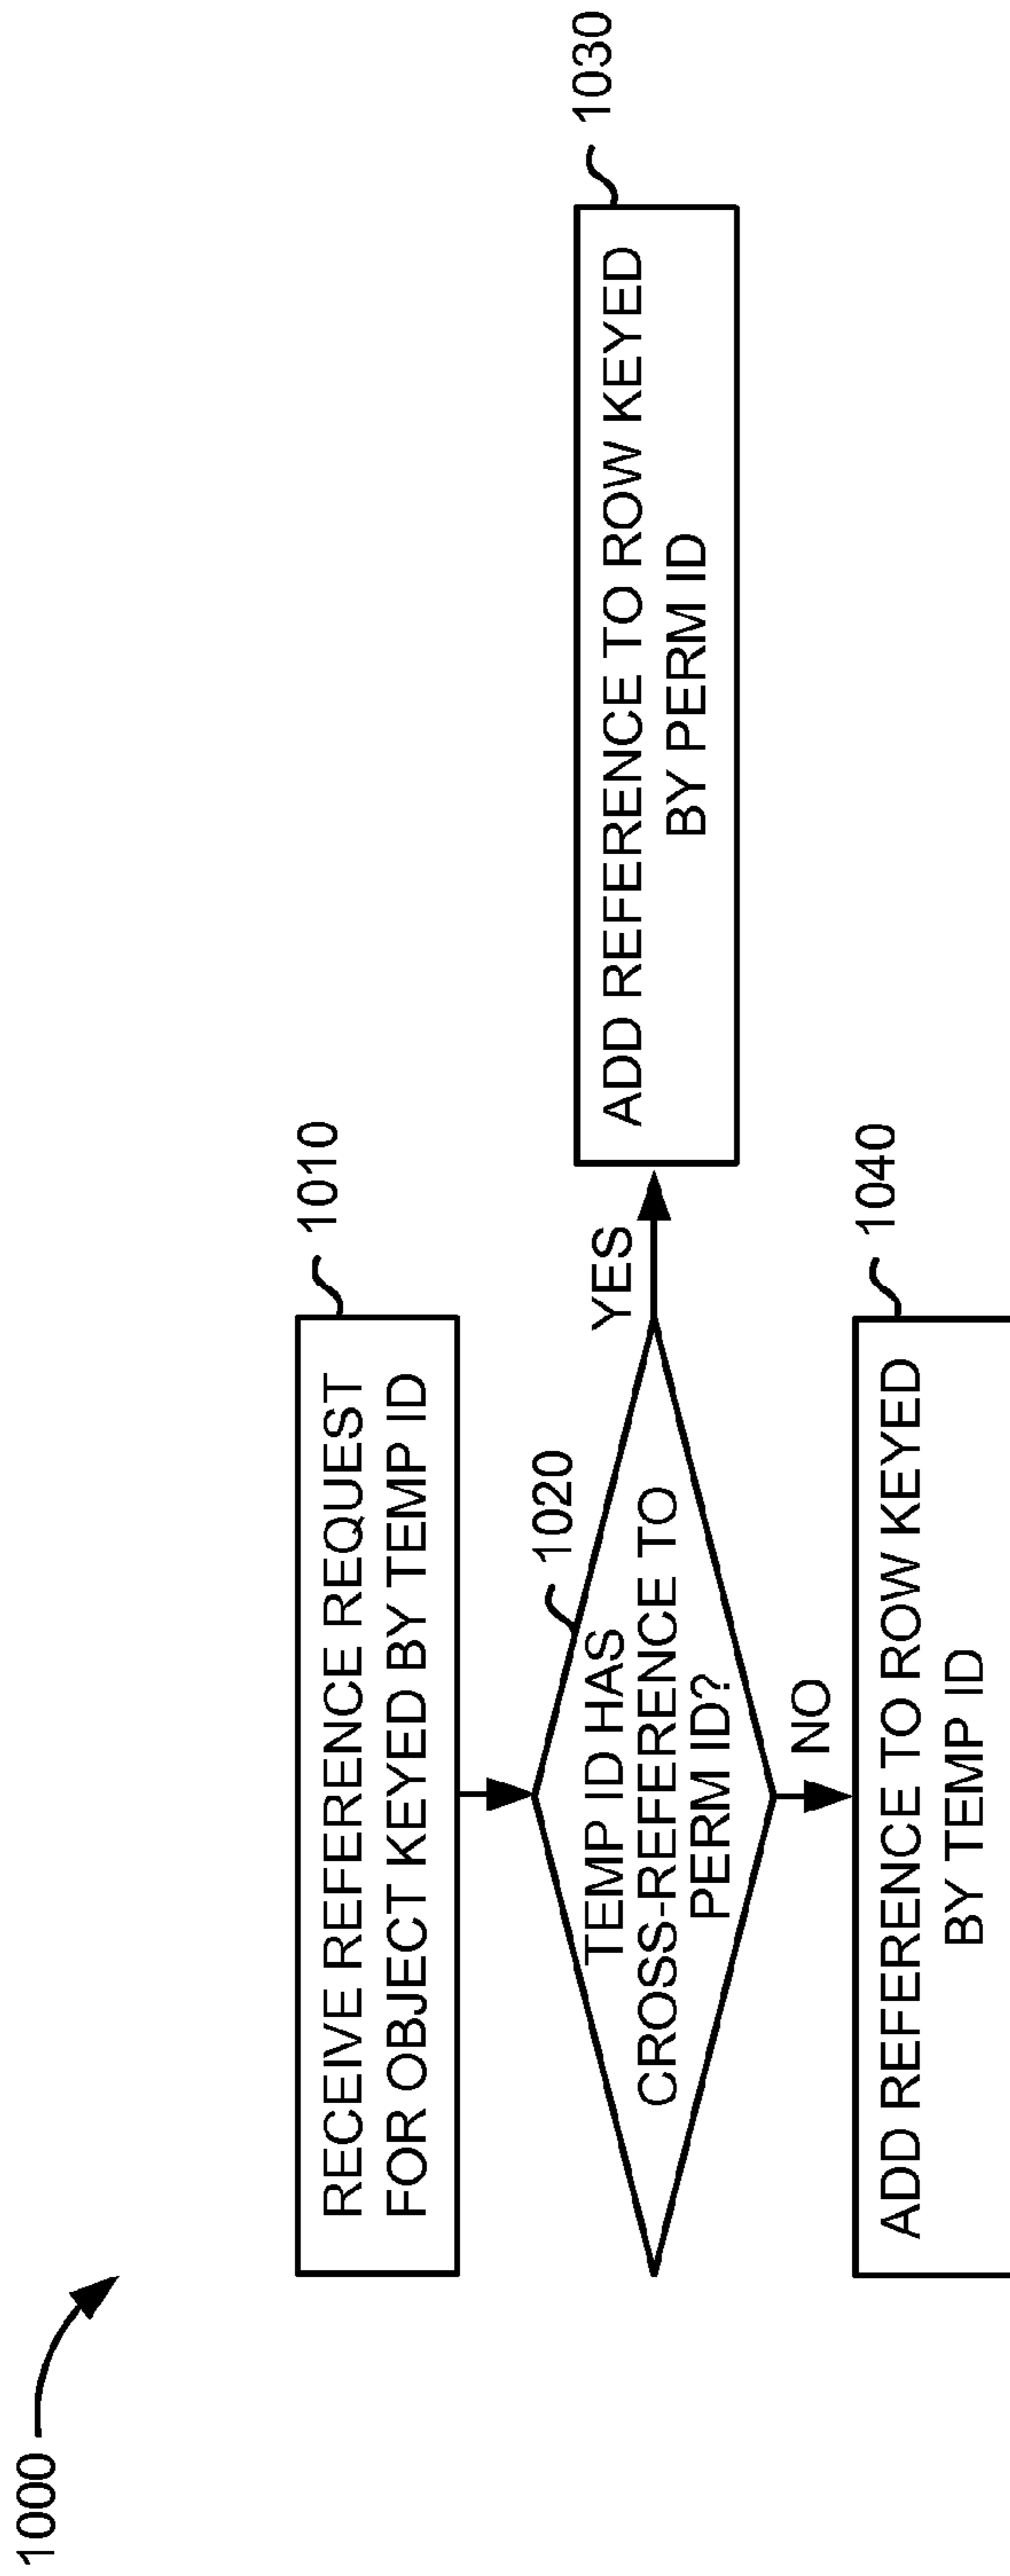 1000
1010
RECEIVE REFERENCE REQUEST
FOR OBJECT KEYED BY TEMP ID
1020
TEMP ID HAS
CROSS-REFERENCE TO
PERM ID?
YES
1030
ADD REFERENCE TO ROW KEYED
BY PERM ID
NO
1040
ADD REFERENCE TO ROW KEYED
BY TEMP ID